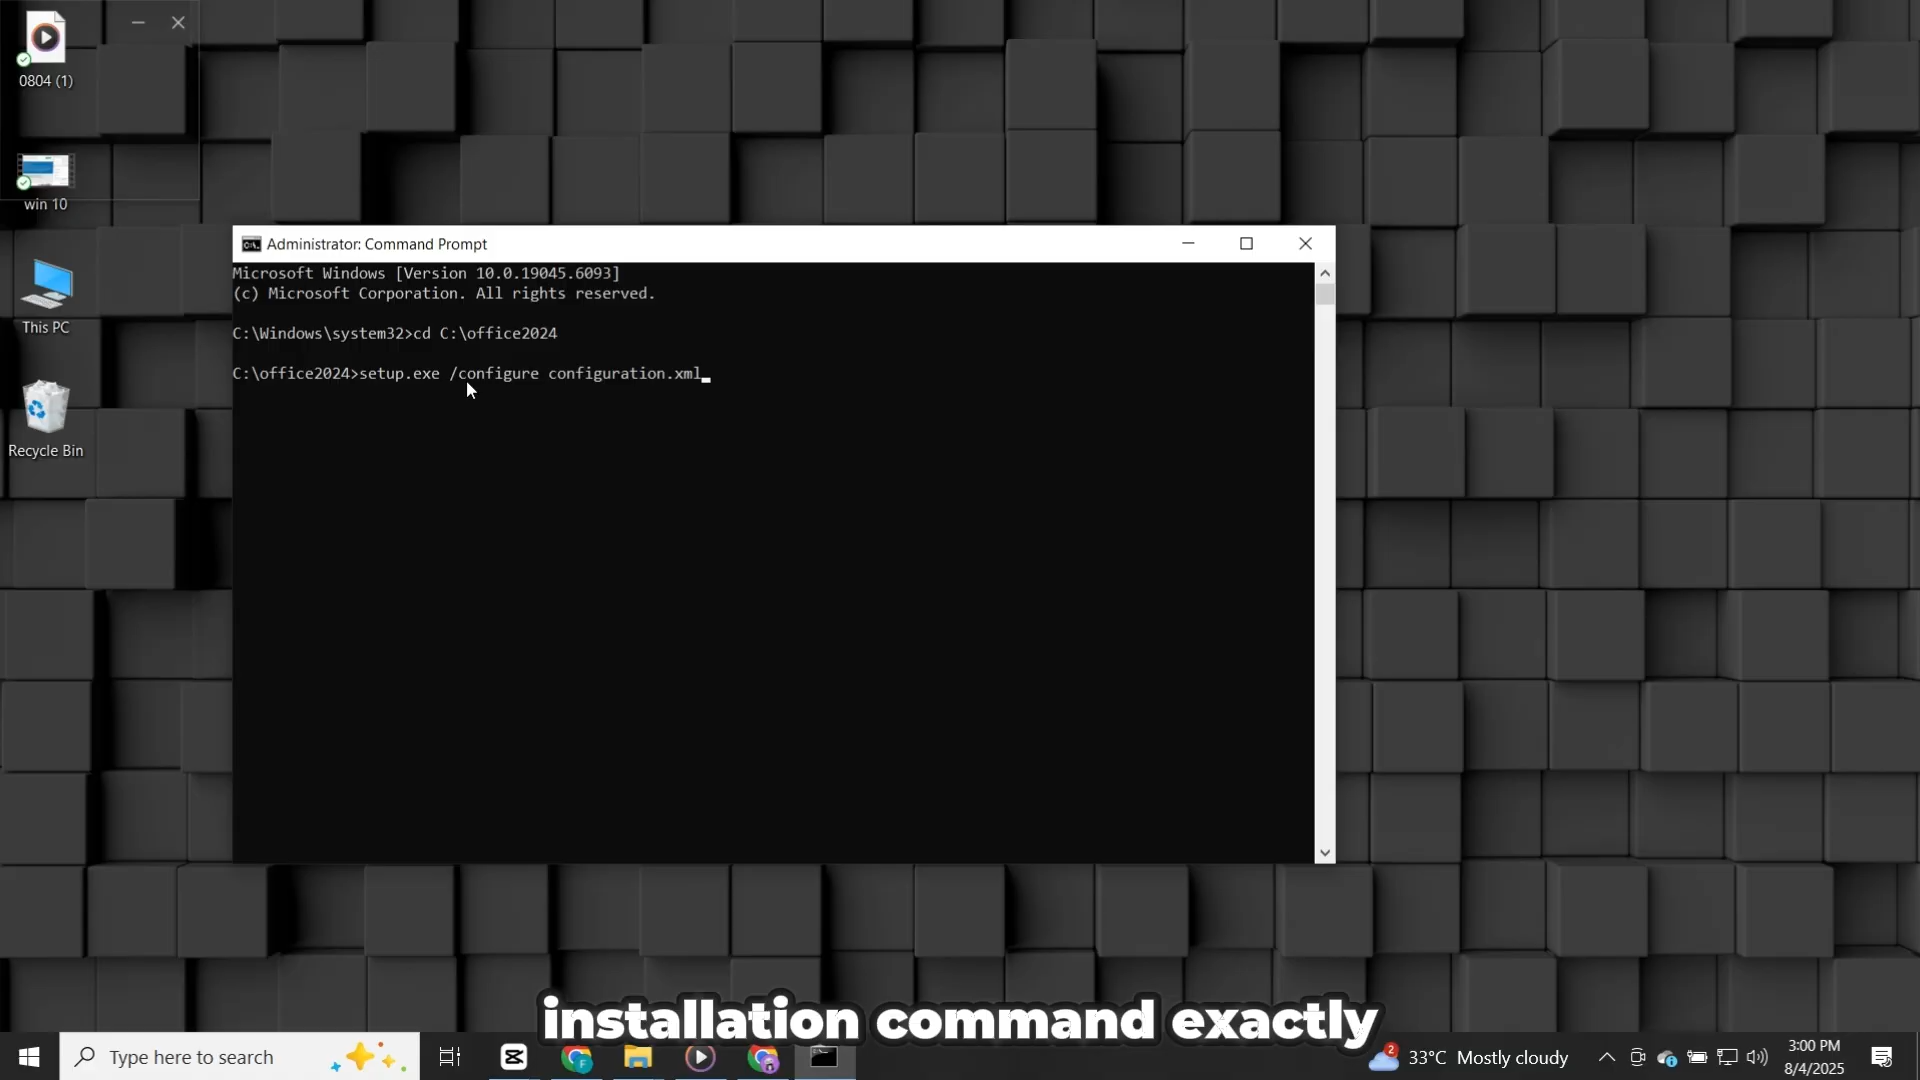 0804 (1)
win 10
This PC
Recycle Bin
Administrator: Command Prompt
Microsoft Windows [Version 10.0.19045.6093]
(c) Microsoft Corporation. All rights reserved.
C:\Windows\system32>cd C:\office2024
C:\office2024>setup.exe /configure configuration.xml
installation command exactly
Type here to search
2
33°C Mostly cloudy
3:00 PM
8/4/2025